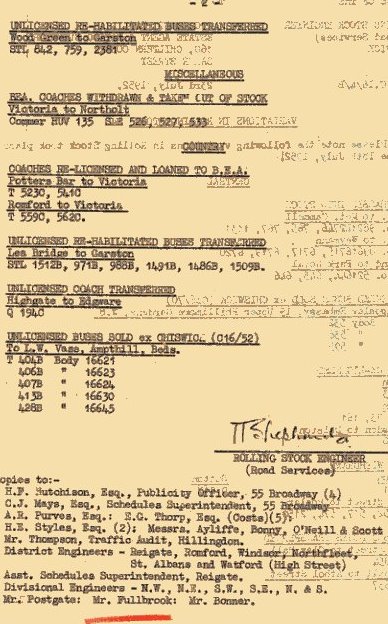 - 2 -
UNLICENSED RE-HABILITATED BUSES TRANSFERRED
Wood Green to Garston
STL 842, 759, 2381
MISCELLANEOUS
BEA. COACHES WITHDRAWN & TAKEN OUT OF STOCK
Victoria to Northolt
Commer HUV 135 526, 527, 633
COUNTRY
COACHES RE-LICENSED AND LOANED TO B.E.A.
Potters Bar to Victoria
T 5230, 5410
Romford to Victoria
T 5590, 5620.
UNLICENSED RE-HABILITATED BUSES TRANSFERRED
Lea Bridge to Garston
STL 1512B, 971B, 988B, 1491B, 1486B, 1509B.
UNLICENSED COACH TRANSFERRED
Highgate to Edgware
Q 194C
UNLICENSED BUSES SOLD ex CHISWICK (C16/52)
To L.W. Vass, Ampthill, Beds.
T 404B Body 16621
406B " 16623
407B " 16624
413B " 16630
428B " 16645
ROLLING STOCK ENGINEER
(Road Services)
opies to:-
H.F. Hutchison, Esq., Publicity Officer, 55 Broadway (4)
C.J. Mays, Esq., Schedules Superintendent, 55 Broadway
A.R. Purves, Esq.: E.G. Thorp, Esq. (Costs)(5):
H.E. Styles, Esq. (2): Messrs. Ayliffe, Bonny, O'Neill & Scott
Mr. Thompson, Traffic Audit, Hillingdon.
District Engineers - Reigate, Romford, Windsor, Northfleet,
St. Albans and Watford (High Street)
Asst. Schedules Superintendent, Reigate.
Divisional Engineers - N.W., N.E., S.W., S.E., N. & S.
Mr. Postgate: Mr. Fullbrook: Mr. Bonner.